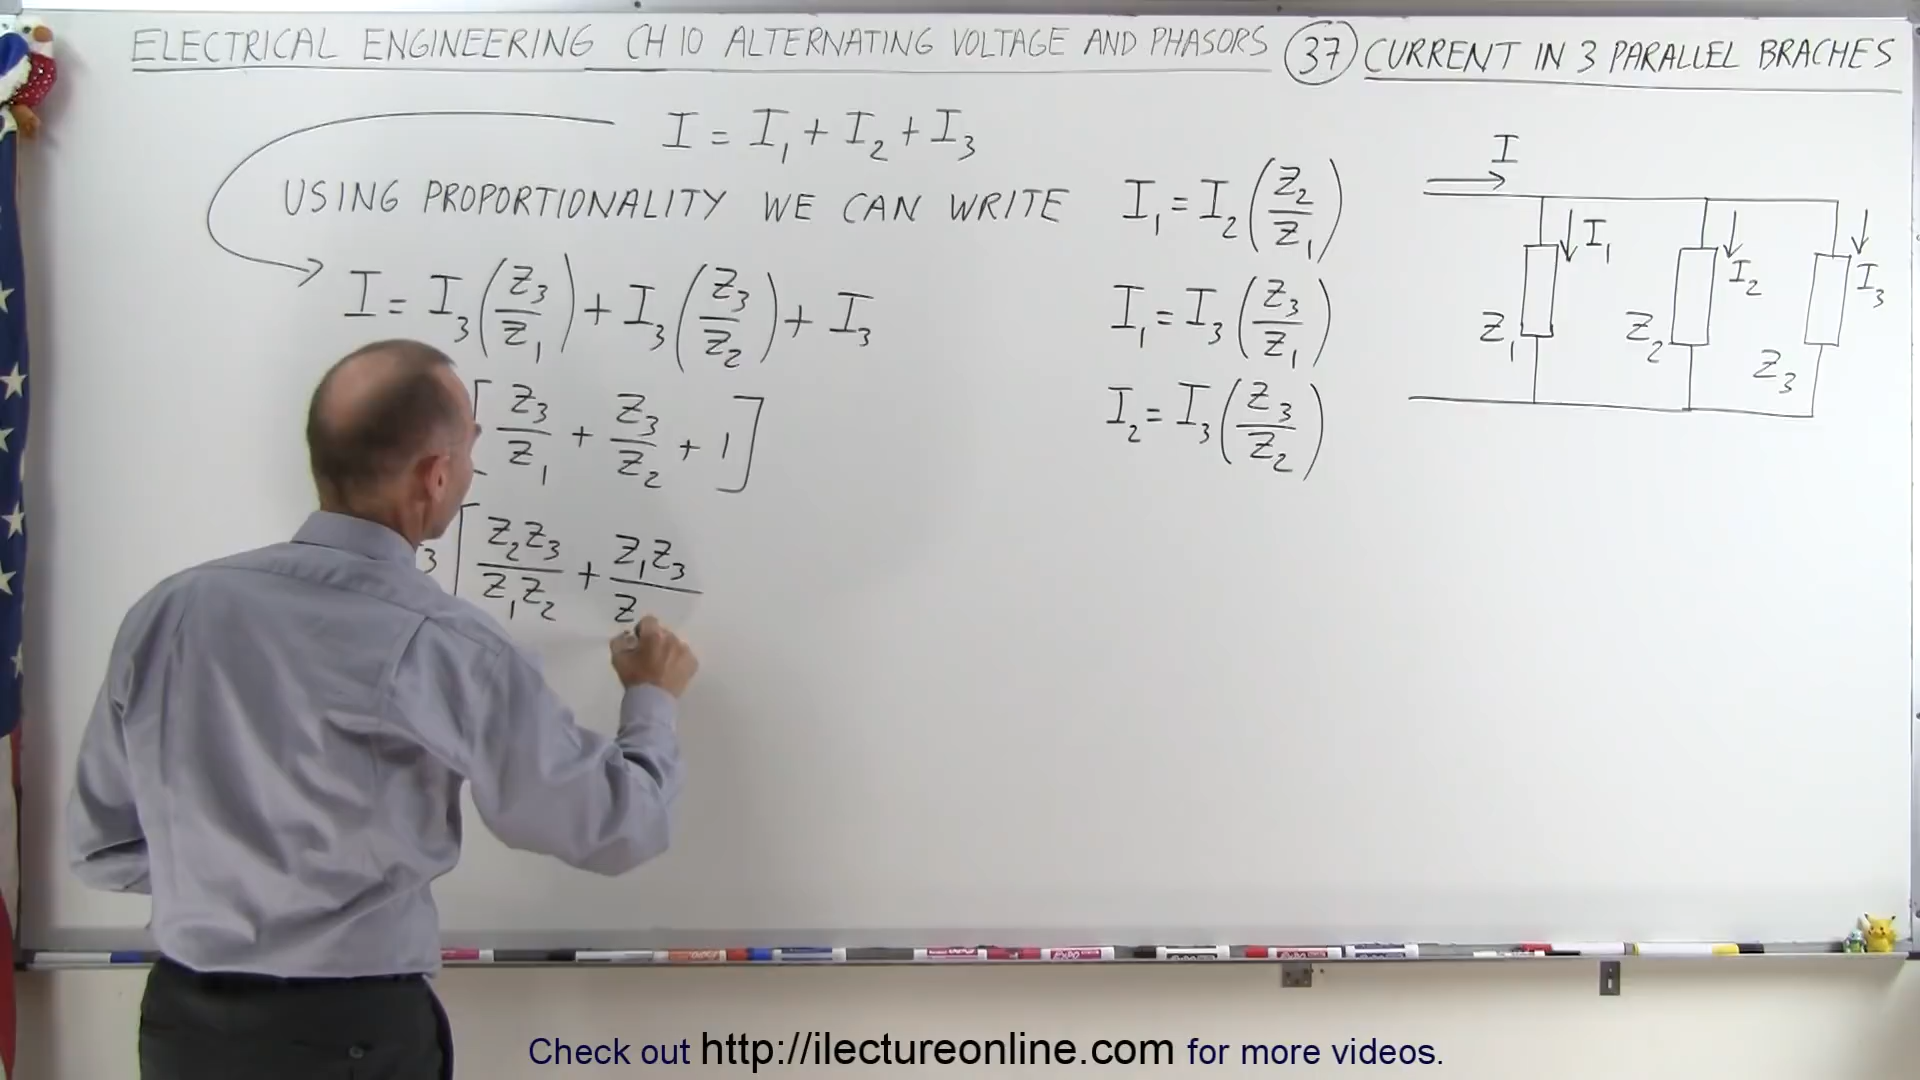 ELECTRICAL ENGINEERING CH 10 ALTERNATING VOLTAGE AND PHASORS (37) CURRENT IN 3 PARALLEL BRACHES
I = I₁ + I₂ + I₃
USING PROPORTIONALITY WE CAN WRITE
I = I₃(Z₃/Z₁) + I₃(Z₃/Z₂) + I₃
[Z₃/Z₁ + Z₃/Z₂ + 1]
₃[Z₂Z₃/Z₁Z₂ + Z₁Z₃/Z
I₁ = I₂(Z₂/Z₁)
I₁ = I₃(Z₃/Z₁)
I₂ = I₃(Z₃/Z₂)
I
I₁
I₂
I₃
Z₁
Z₂
Z₃
Check out http://ilectureonline.com for more videos.